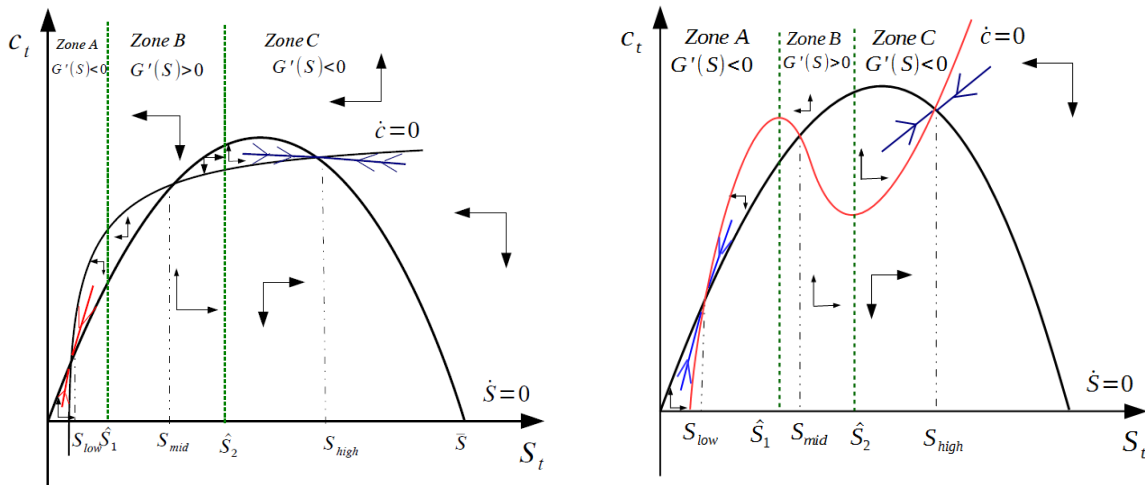 c_t
Zone A
G'(S)<0
Zone B
G'(S)>0
Zone C
G'(S)<0
ċ=0
Ṡ=0
S_low
Ŝ_1
S_mid
Ŝ_2
S_high
S̄
S_t
c_t
Zone A
G'(S)<0
Zone B
G'(S)>0
Zone C
G'(S)<0
ċ=0
Ṡ=0
S_low
Ŝ_1
S_mid
Ŝ_2
S_high
S_t